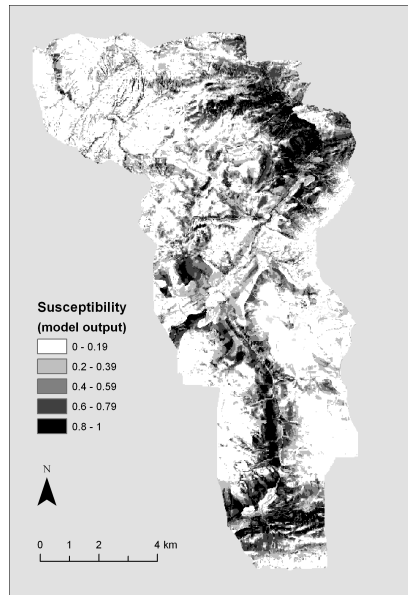 Susceptibility
(model output)
0 - 0.19
0.2 - 0.39
0.4 - 0.59
0.6 - 0.79
0.8 - 1
N
0 1 2 4 km